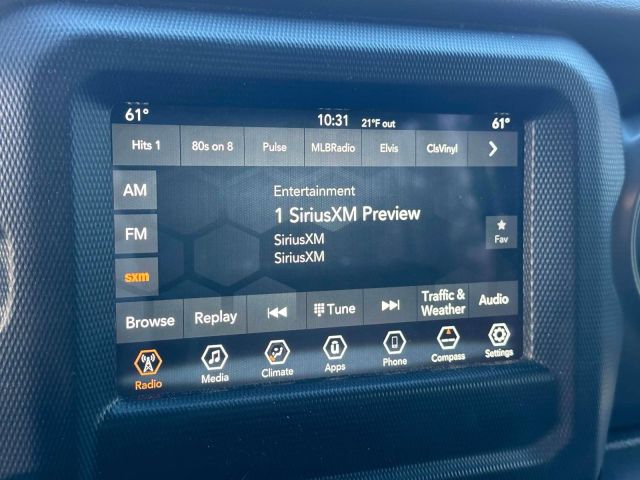 61° 10:31 21°F out 61°
Hits 1 80s on 8 Pulse MLBRadio Elvis ClsVinyl
AM
FM
sxm
Entertainment
1 SiriusXM Preview
SiriusXM
SiriusXM
Fav
Browse Replay Tune Traffic & Weather Audio
Radio Media Climate Apps Phone Compass Settings